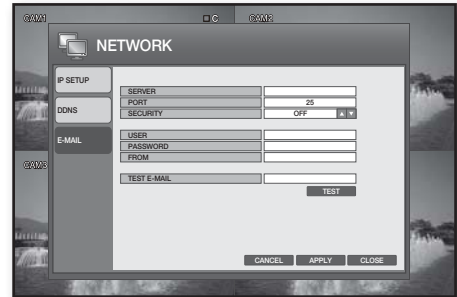 CAM1
C
CAM2
NETWORK
IP SETUP
DDNS
E-MAIL
CAM3
SERVER
PORT 25
SECURITY OFF
USER
PASSWORD
FROM
TEST E-MAIL
TEST
CANCEL APPLY CLOSE